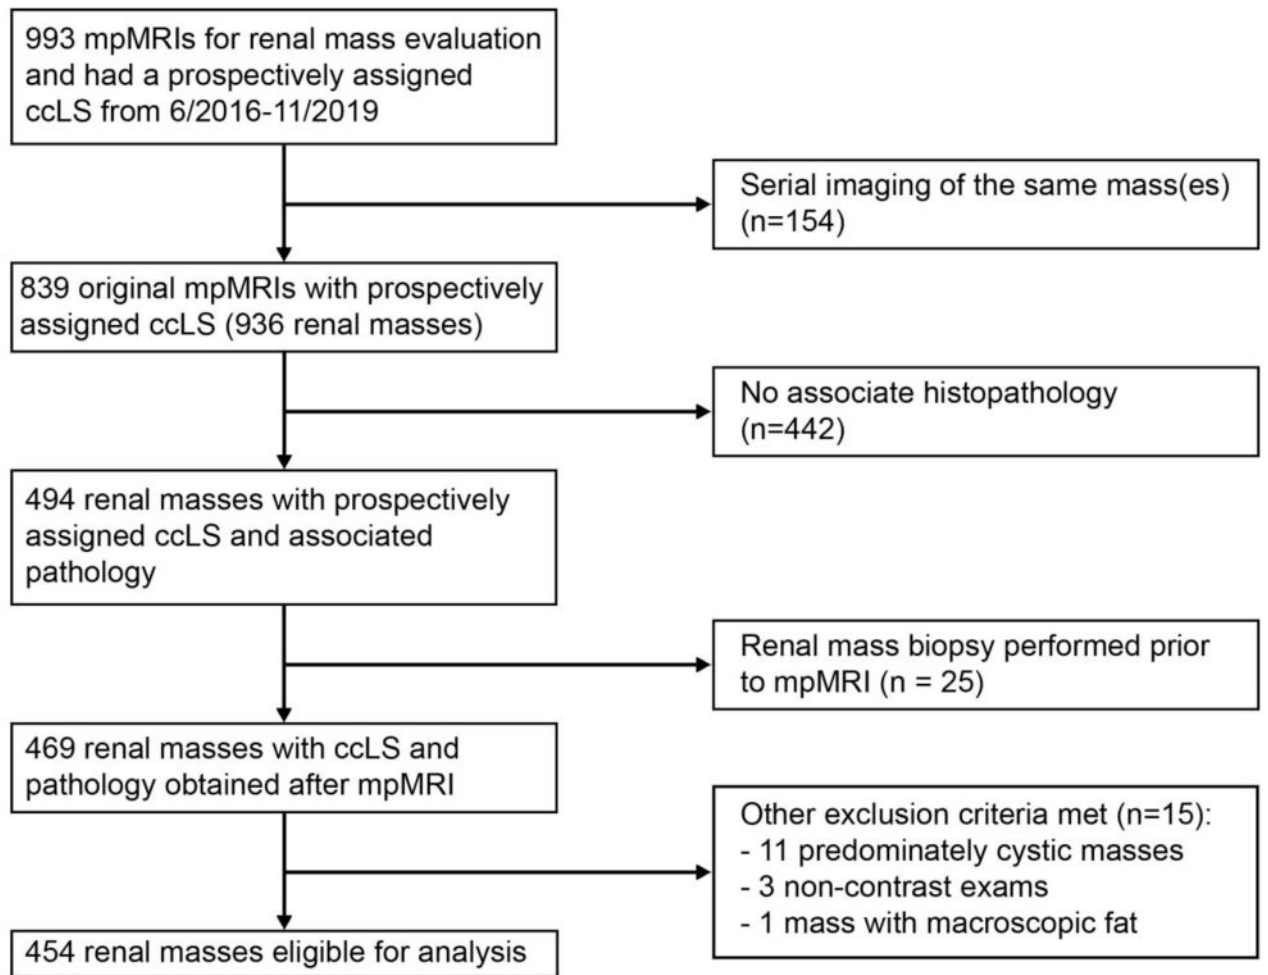 993 mpMRIs for renal mass evaluation
and had a prospectively assigned
ccLS from 6/2016-11/2019
Serial imaging of the same mass(es)
(n=154)
839 original mpMRIs with prospectively
assigned ccLS (936 renal masses)
No associate histopathology
(n=442)
494 renal masses with prospectively
assigned ccLS and associated
pathology
Renal mass biopsy performed prior
to mpMRI (n = 25)
469 renal masses with ccLS and
pathology obtained after mpMRI
Other exclusion criteria met (n=15):
- 11 predominately cystic masses
- 3 non-contrast exams
- 1 mass with macroscopic fat
454 renal masses eligible for analysis